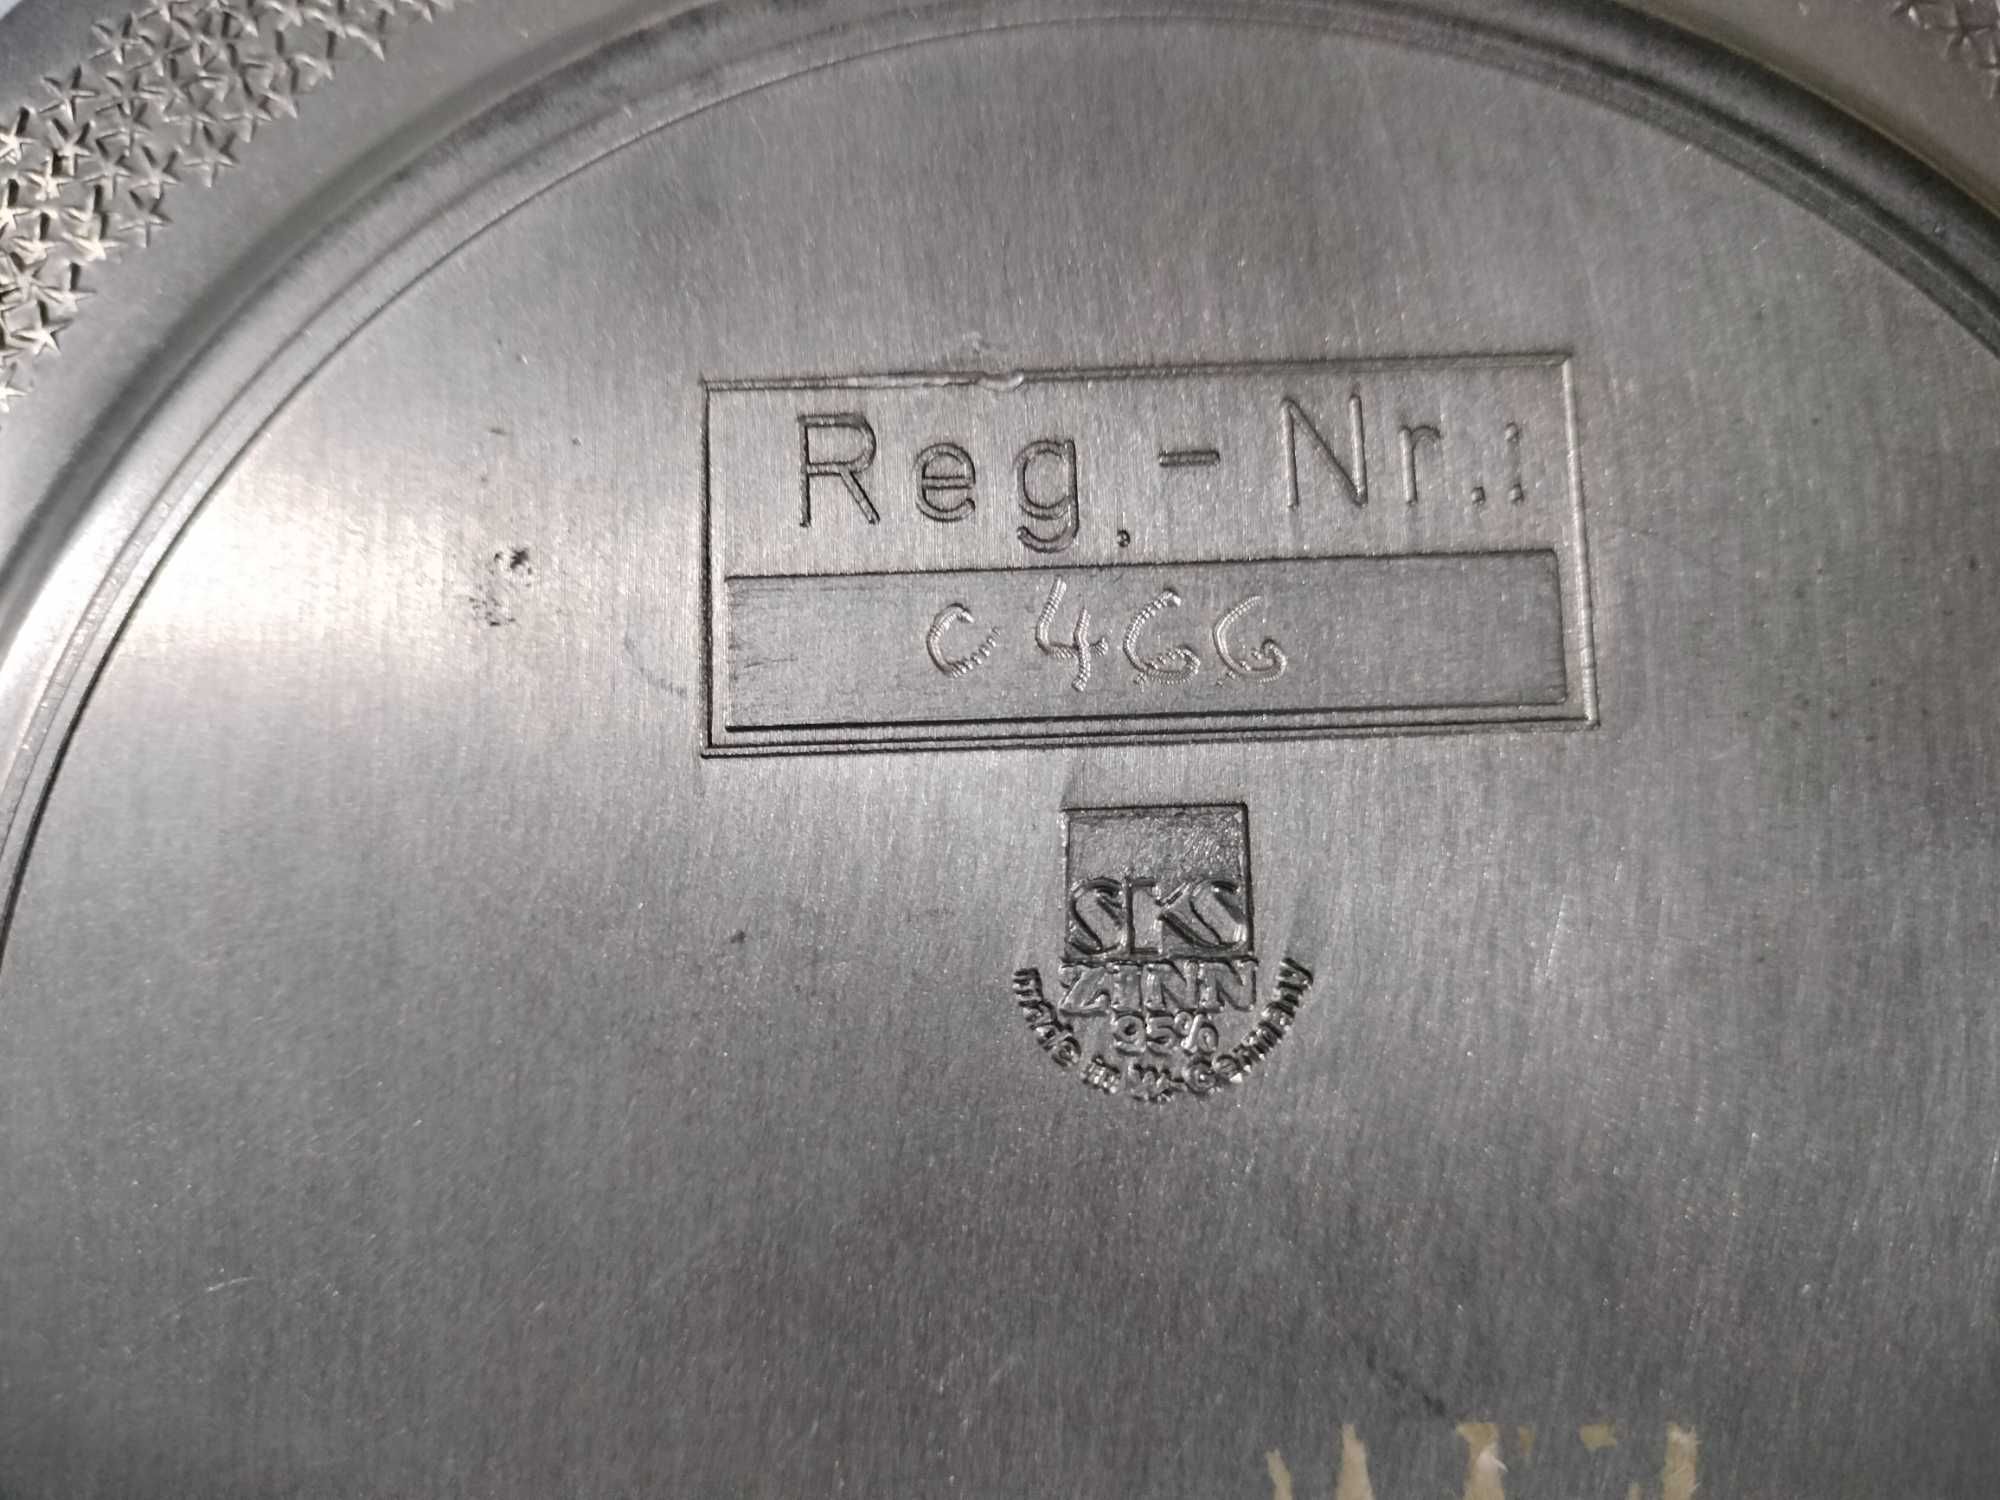 Reg.-Nr.:
C466
SKS
ZINN
95%
made in W.-Germany